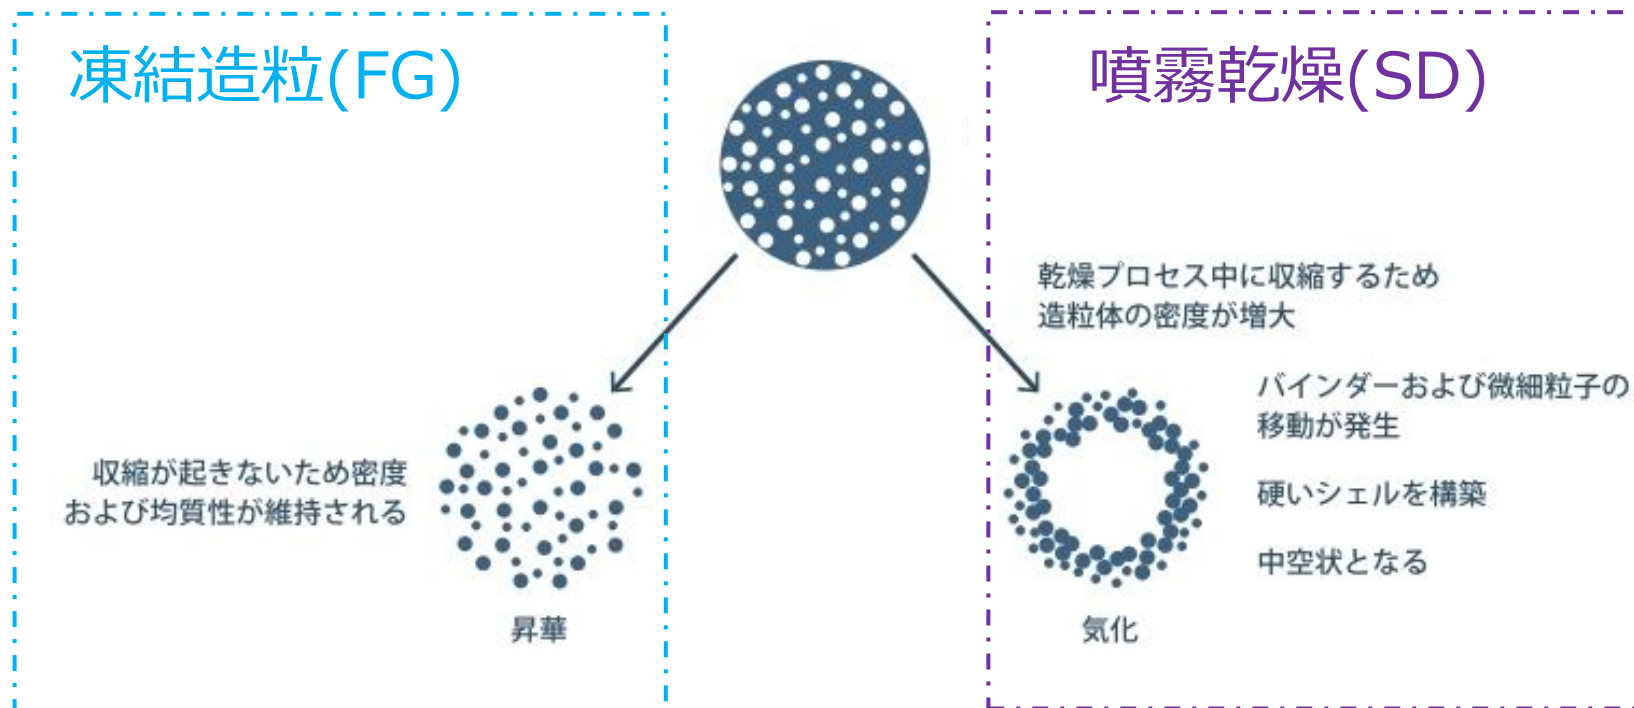 凍結造粒(FG)
収縮が起きないため密度
および均質性が維持される
昇華
噴霧乾燥(SD)
乾燥プロセス中に収縮するため
造粒体の密度が増大
バインダーおよび微細粒子の
移動が発生
硬いシェルを構築
中空状となる
気化